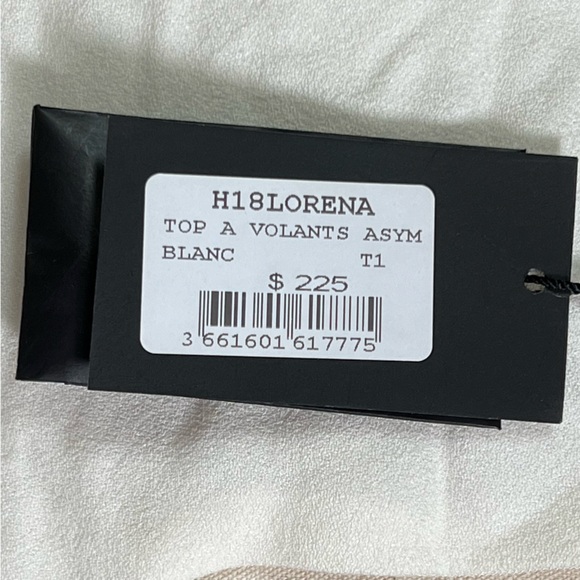 H18LORENA
TOP A VOLANTS ASYM
BLANC T1
$ 225
3 661601 617775